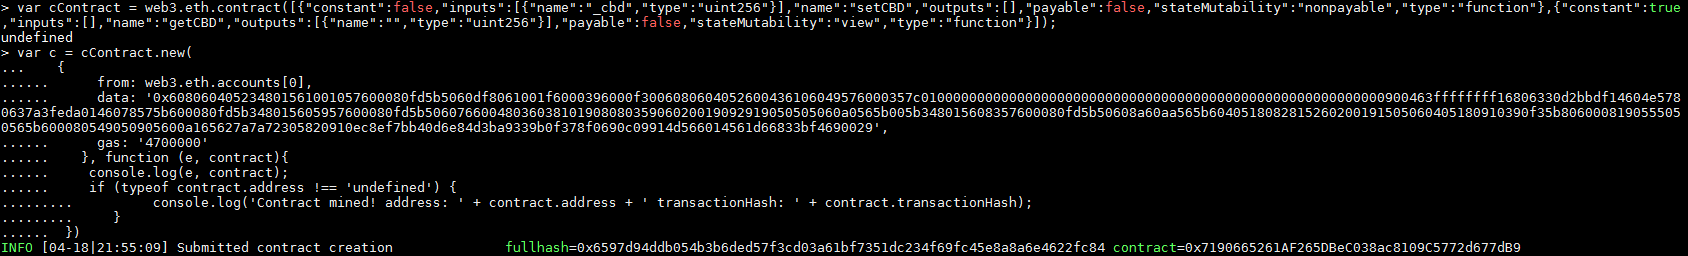 > var cContract = web3.eth.contract([{"constant":false,"inputs":[{"name":"_cbd","type":"uint256"}],"name":"setCBD","outputs":[],"payable":false,"stateMutability":"nonpayable","type":"function"},{"constant":true
,"inputs":[],"name":"getCBD","outputs":[{"name":"","type":"uint256"}],"payable":false,"stateMutability":"view","type":"function"}]);
undefined
> var c = cContract.new(
...    {
......      from: web3.eth.accounts[0],
......      data: '0x6080604052348015610010576000080fd5b5060df8061001f6000396000f3006080604052600436106049576000357c0100000000000000000000000000000000000000000000000000000000900463ffffffff16806330d2bbdf14604e578
0637a3feda0146078575b600080fd5b348015605957600080fd5b5060766004803603810190808035906020019092919050505060a0565b005b348015608357600080fd5b50608a60aa565b6040518082815260200191505060405180910390f35b806000819055505
0565b600080549050905600a165627a7a72305820910ec8ef7bb40d6e84d3ba9339b0f378f0690c09914d566014561d66833bf4690029',
......      gas: '4700000'
......    }, function (e, contract){
......     console.log(e, contract);
......     if (typeof contract.address !== 'undefined') {
.........          console.log('Contract mined! address: ' + contract.address + ' transactionHash: ' + contract.transactionHash);
.........     }
......  })
INFO [04-18|21:55:09] Submitted contract creation              fullhash=0x6597d94ddb054b3b6ded57f3cd03a61bf7351dc234f69fc45e8a8a6e4622fc84 contract=0x7190665261AF265DBeC038ac8109C5772d677dB9